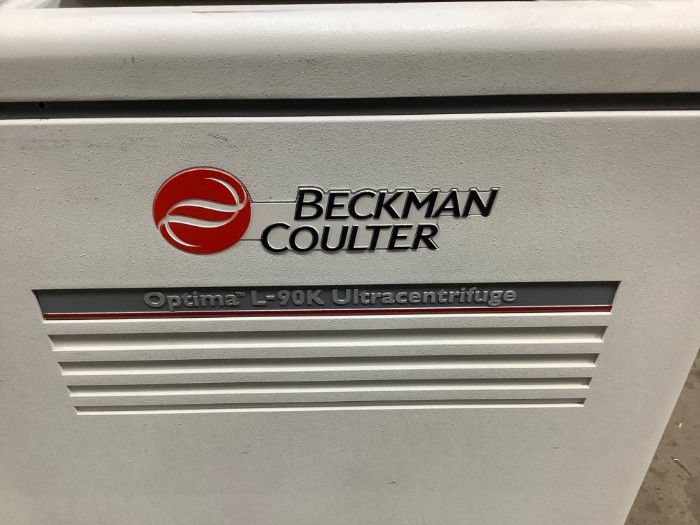 BECKMAN
COULTER
Optima™ L-90K Ultracentrifuge